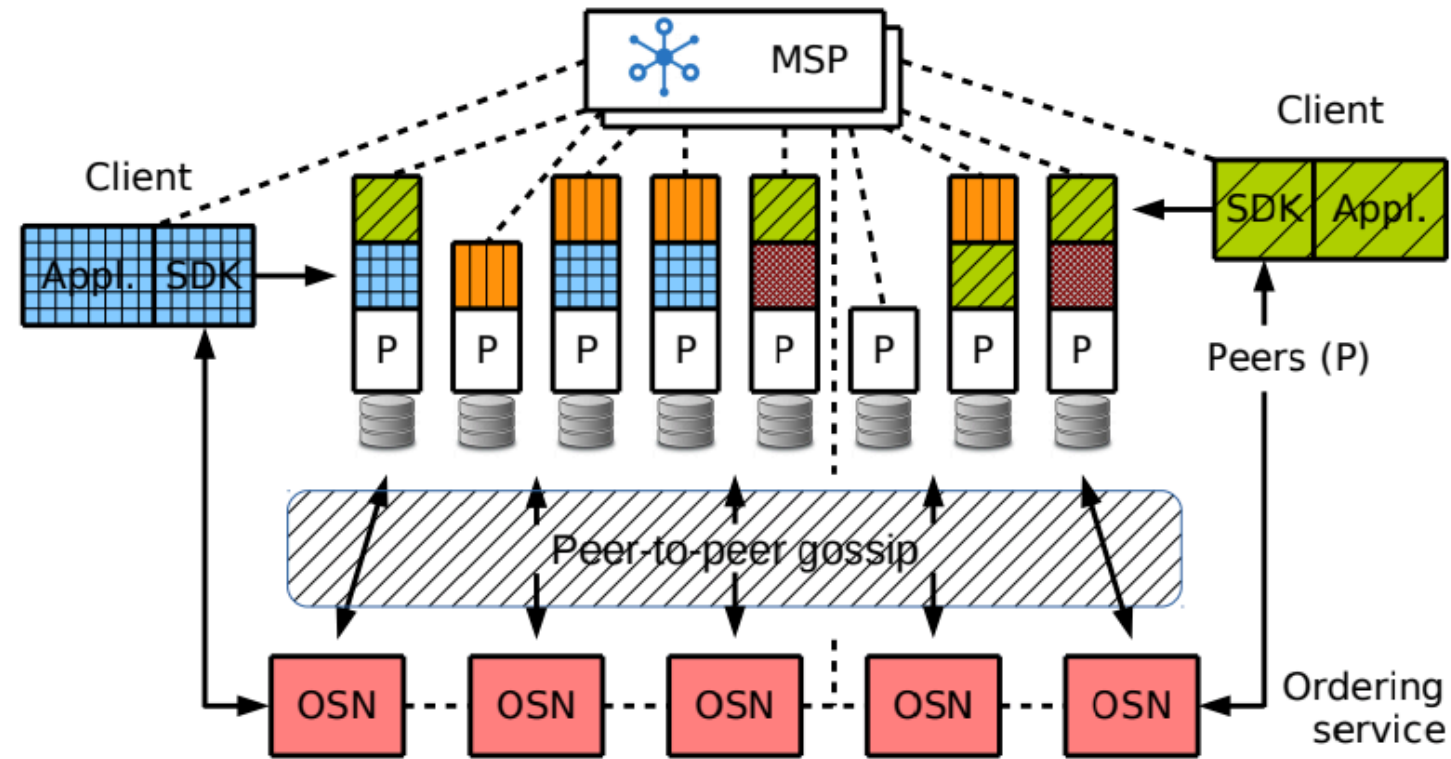 MSP
Client
Client
SDK Appl.
Appl. SDK
P P P P P P P P
Peers (P)
Peer-to-peer gossip
OSN OSN OSN OSN OSN
Ordering
service